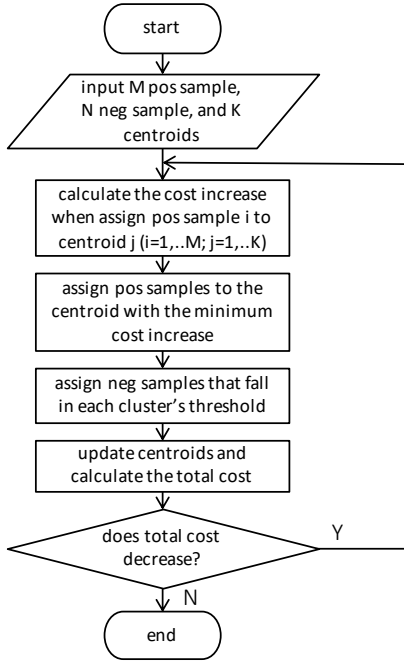 start
input M pos sample,
N neg sample, and K
centroids
calculate the cost increase
when assign pos sample i to
centroid j (i=1,..M; j=1,..K)
assign pos samples to the
centroid with the minimum
cost increase
assign neg samples that fall
in each cluster’s threshold
update centroids and
calculate the total cost
does total cost
decrease?
Y
N
end